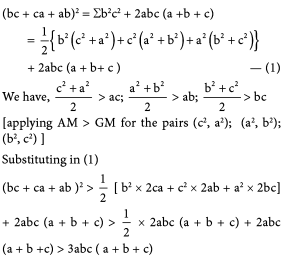 (bc + ca + ab)² = Σb²c² + 2abc (a +b + c)
= 1/2 { b² (c² + a²) + c² (a² + b²) + a² (b² + c²) }
+ 2abc (a + b+ c ) — (1)
We have, (c² + a²)/2 > ac; (a² + b²)/2 > ab; (b² + c²)/2 > bc
[applying AM > GM for the pairs (c², a²); (a², b²);
(b², c²) ]
Substituting in (1)
(bc + ca + ab )² > 1/2 [ b² × 2ca + c² × 2ab + a² × 2bc]
+ 2abc (a + b + c) > 1/2 × 2abc (a + b + c) + 2abc
(a + b +c) > 3abc ( a + b + c)